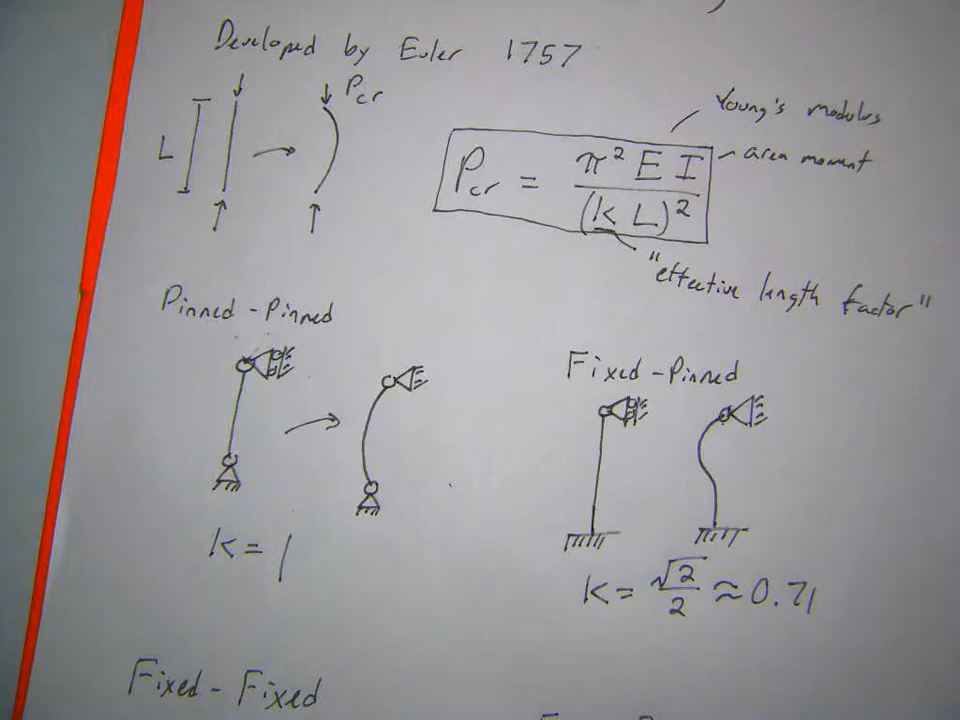 Developed by Euler 1757
L
Pcr
Young's modulus
area moment
Pcr = π² E I / (k L)²
"effective length factor"
Pinned - Pinned
Fixed - Pinned
K = 1
K = √2/2 ≈ 0.71
Fixed - Fixed